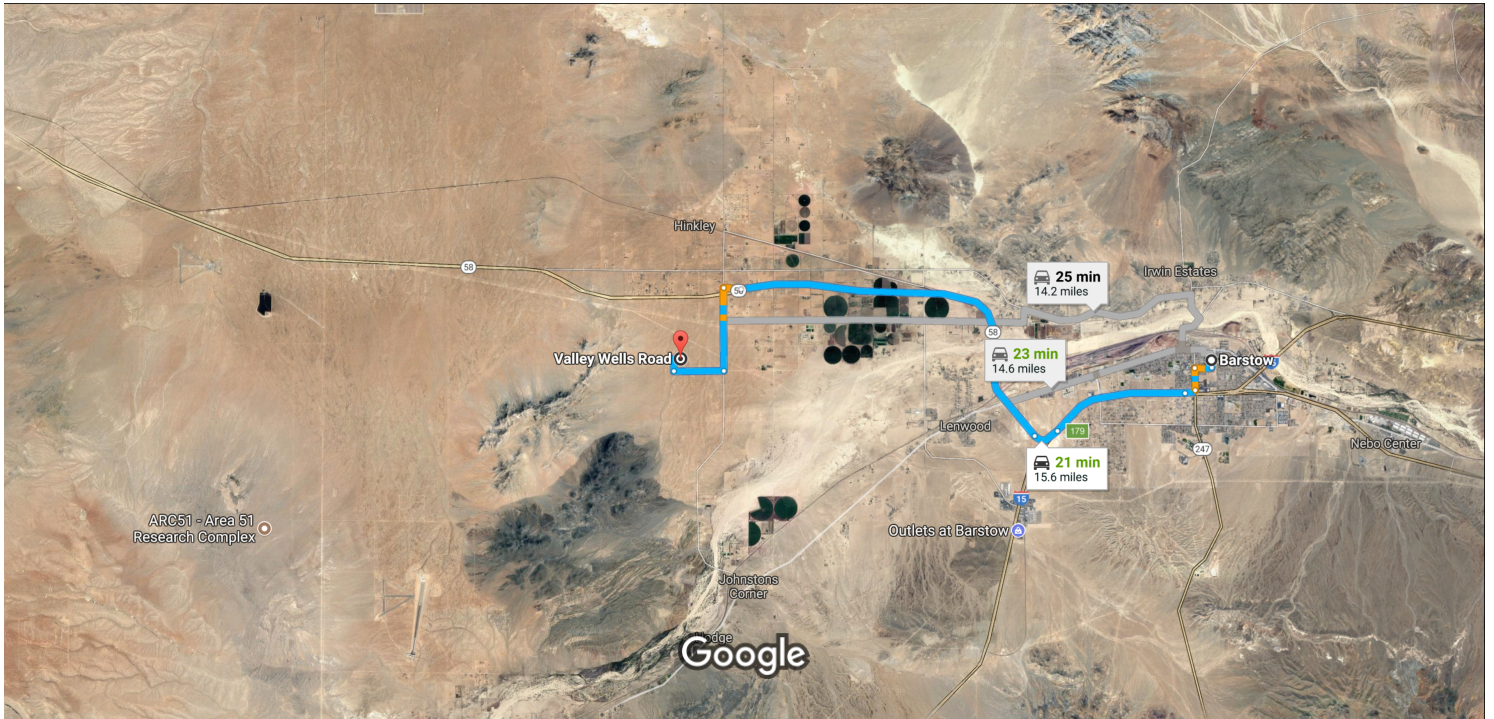 Hinkley
58
58
25 min
14.2 miles
Irwin Estates
58
23 min
14.6 miles
Valley Wells Road
Barstow
Lenwood
179
247
Nebo Center
21 min
15.6 miles
15
ARC51 - Area 51
Research Complex
Outlets at Barstow
Johnstons
Corner
Google